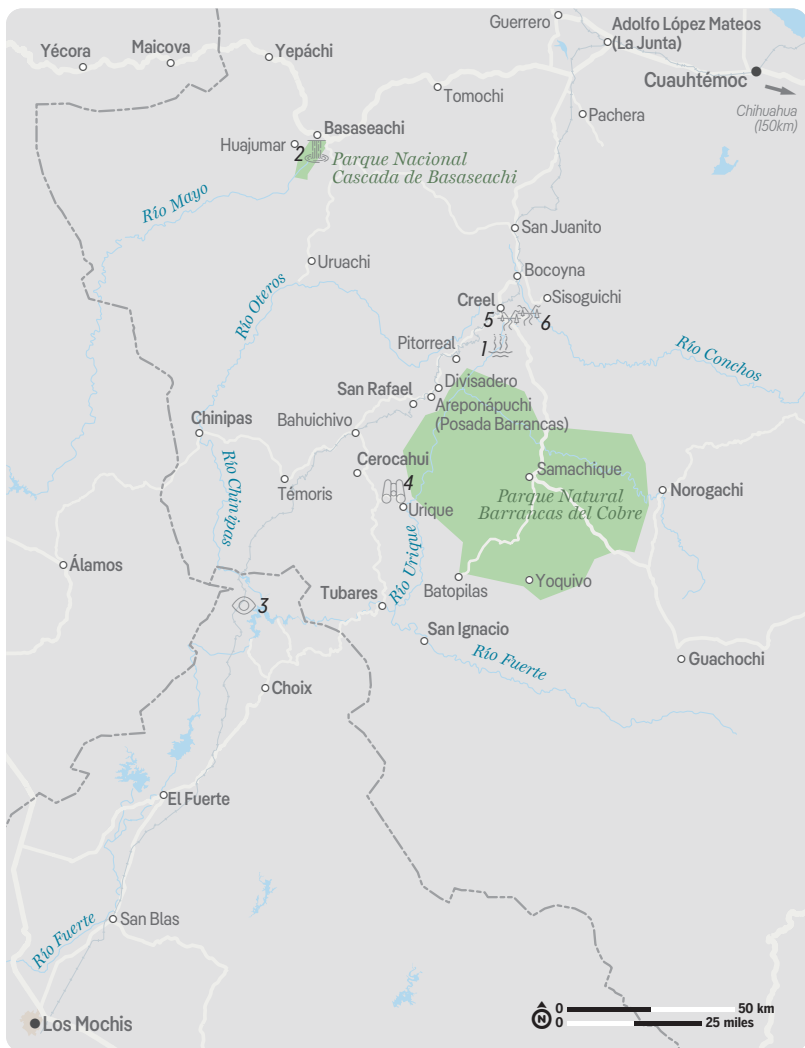 Guerrero
Adolfo López Mateos
(La Junta)
Yécora
Maicova
Yepáchi
Cuauhtémoc
Tomochi
Chihuahua
(150km)
Pachera
Basaseachi
Huajumar
2
Parque Nacional
Cascada de Basaseachi
Río Mayo
San Juanito
Uruachi
Bocoyna
Río Oteros
Creel
Sisoguichi
5
6
Pitorreal
1
Río Conchos
Divisadero
San Rafael
Areponápuchi
(Posada Barrancas)
Chinipas
Bahuichivo
Cerocahui
Río Chinipas
Témoris
4
Samachique
Urique
Parque Natural
Barrancas del Cobre
Norogachi
Río Urique
Álamos
Batopilas
Yoquivo
Tubares
3
San Ignacio
Río Fuerte
Guachochi
Choix
El Fuerte
San Blas
Río Fuerte
Los Mochis
N
0 50 km
0 25 miles